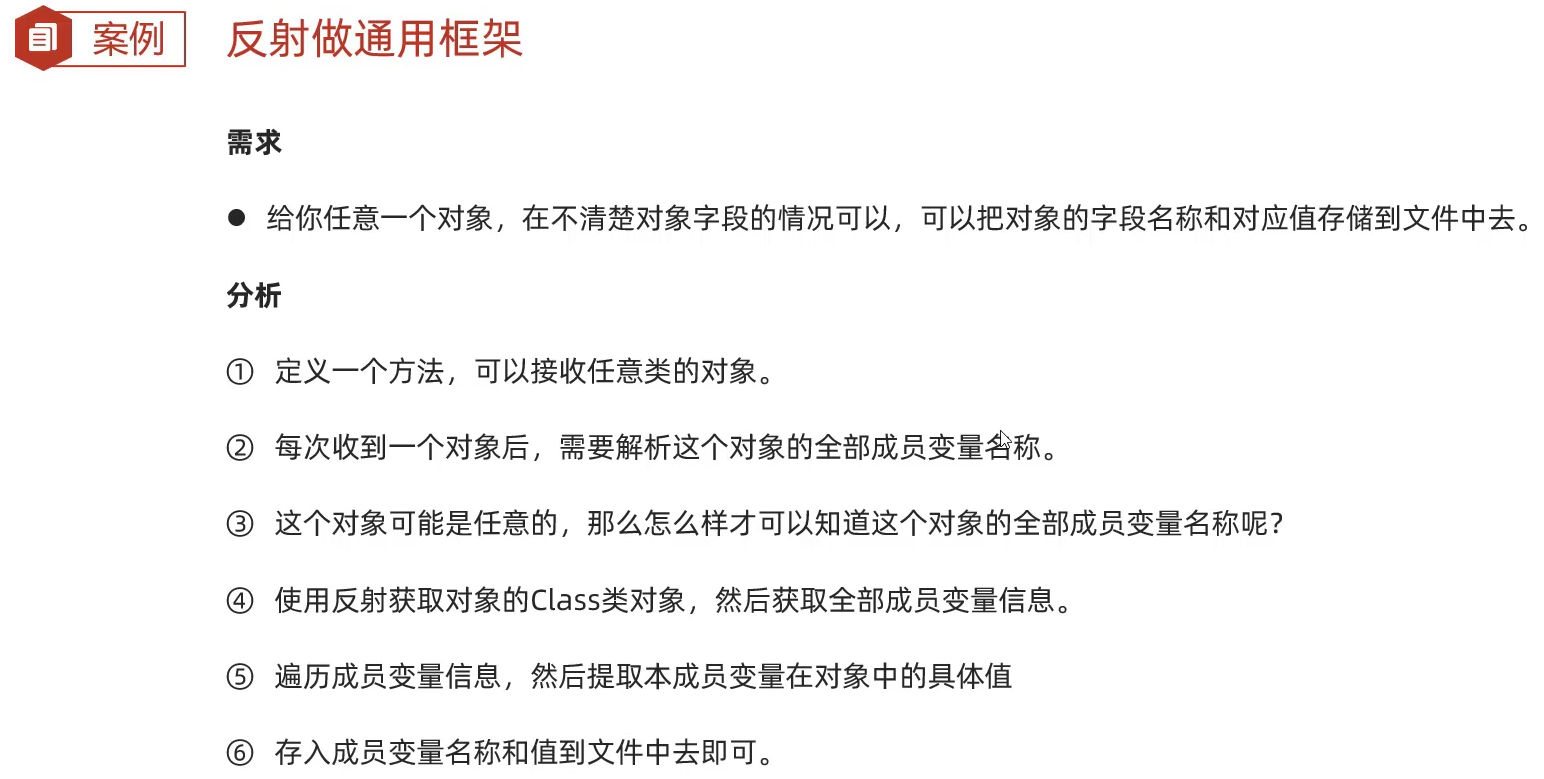 案例 反射做通用框架
需求
● 给你任意一个对象，在不清楚对象字段的情况可以，可以把对象的字段名称和对应值存储到文件中去。
分析
① 定义一个方法，可以接收任意类的对象。
② 每次收到一个对象后，需要解析这个对象的全部成员变量名称。
③ 这个对象可能是任意的，那么怎么样才可以知道这个对象的全部成员变量名称呢？
④ 使用反射获取对象的Class类对象，然后获取全部成员变量信息。
⑤ 遍历成员变量信息，然后提取本成员变量在对象中的具体值
⑥ 存入成员变量名称和值到文件中去即可。